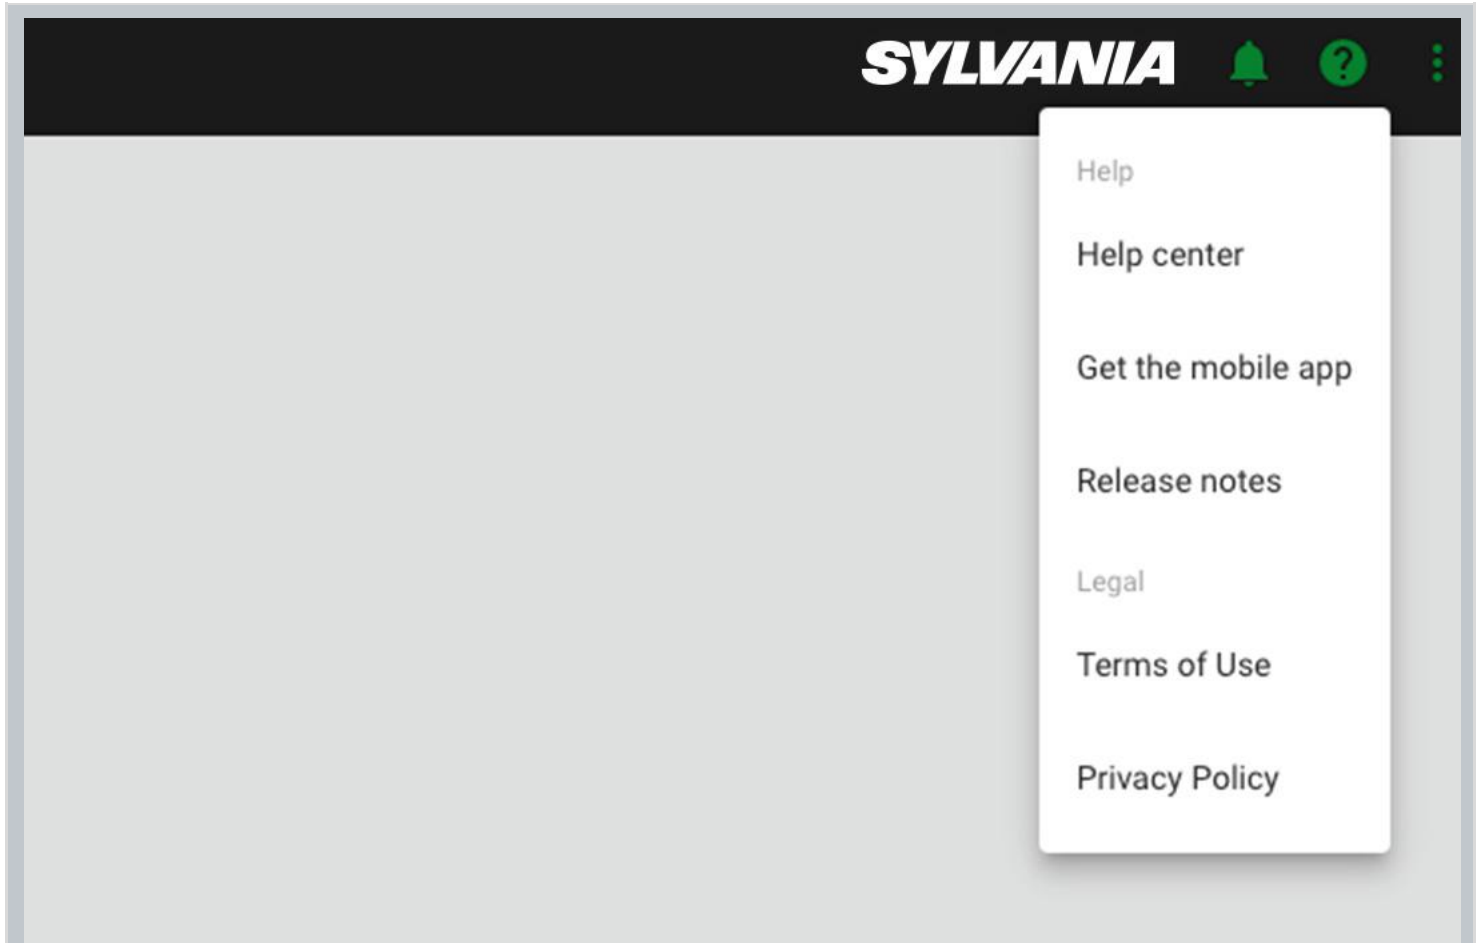 SYLVANIA
?
Help
Help center
Get the mobile app
Release notes
Legal
Terms of Use
Privacy Policy